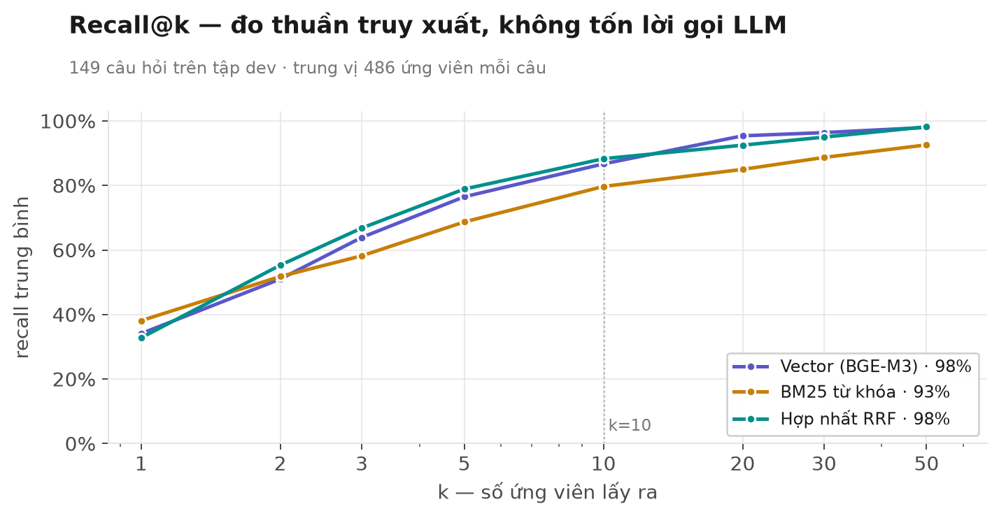 Recall@k — đo thuần truy xuất, không tốn lời gọi LLM
149 câu hỏi trên tập dev · trung vị 486 ứng viên mỗi câu
100%
80%
60%
40%
20%
0%
recall trung bình
k=10
Vector (BGE-M3) · 98%
BM25 từ khóa · 93%
Hợp nhất RRF · 98%
1 2 3 5 10 20 30 50
k — số ứng viên lấy ra